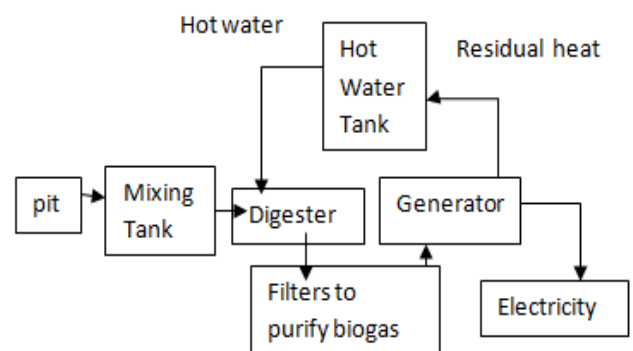 Hot water
Hot
Water
Tank
Residual heat
pit
Mixing
Tank
Digester
Generator
Filters to
purify biogas
Electricity